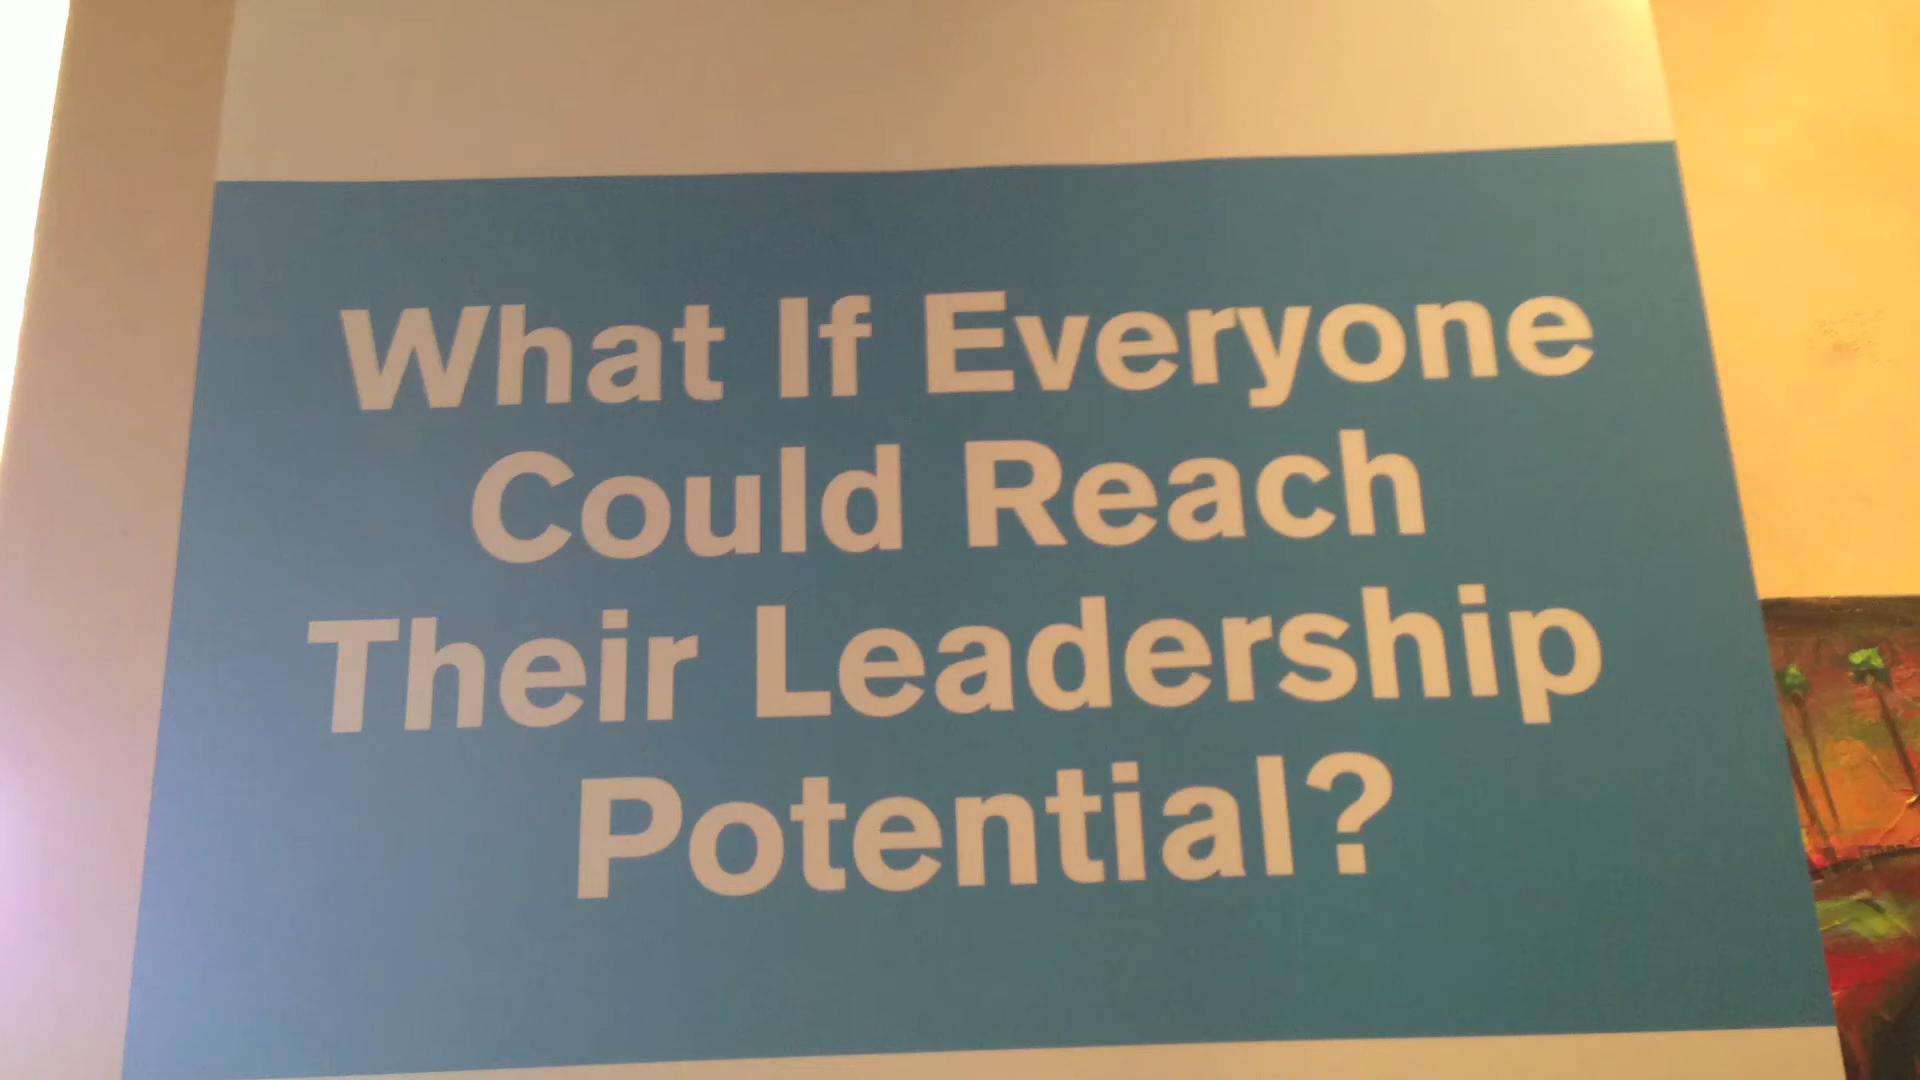 What If Everyone
Could Reach
Their Leadership
Potential?